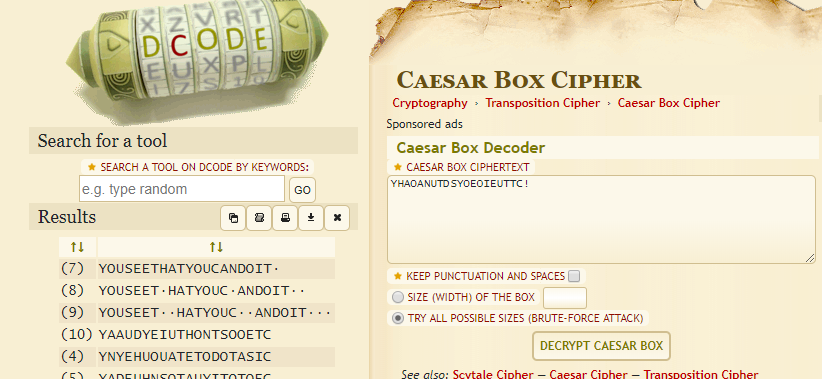 XZVRT
DCODE
EUXPL
Search for a tool
★ SEARCH A TOOL ON DCODE BY KEYWORDS:
e.g. type random GO
Results
(7) YOUSEETHATYOUCANDOIT·
(8) YOUSEET·HATYOUC·ANDOIT··
(9) YOUSEET··HATYOUC··ANDOIT···
(10) YAAUDYEIUTHONTSOOETC
(4) YNYEHUOUATETODOTASIC
(5) YADEUHNSOTAUYITOTOEC
CAESAR BOX CIPHER
Cryptography › Transposition Cipher › Caesar Box Cipher
Sponsored ads
Caesar Box Decoder
★ CAESAR BOX CIPHERTEXT
YHAOANUTDSYOEOIEUTTC!
★ KEEP PUNCTUATION AND SPACES
SIZE (WIDTH) OF THE BOX
TRY ALL POSSIBLE SIZES (BRUTE-FORCE ATTACK)
DECRYPT CAESAR BOX
See also: Scytale Cipher — Caesar Cipher — Transposition Cipher